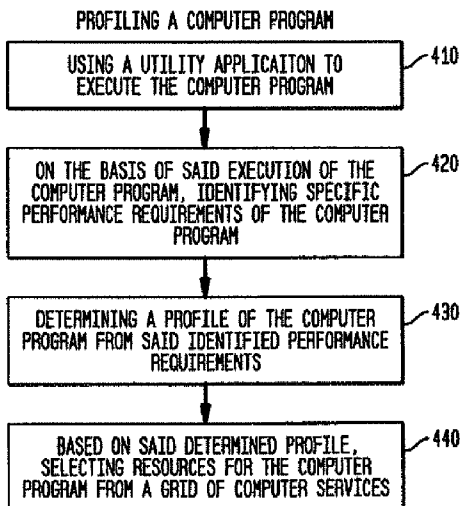 PROFILING A COMPUTER PROGRAM
410
USING A UTILITY APPLICAITON TO
EXECUTE THE COMPUTER PROGRAM
420
ON THE BASIS OF SAID EXECUTION OF THE
COMPUTER PROGRAM, IDENTIFYING SPECIFIC
PERFORMANCE REQUIREMENTS OF THE COMPUTER
PROGRAM
430
DETERMINING A PROFILE OF THE COMPUTER
PROGRAM FROM SAID IDENTIFIED PERFORMANCE
REQUIREMENTS
440
BASED ON SAID DETERMINED PROFILE,
SELECTING RESOURCES FOR THE COMPUTER
PROGRAM FROM A GRID OF COMPUTER SERVICES